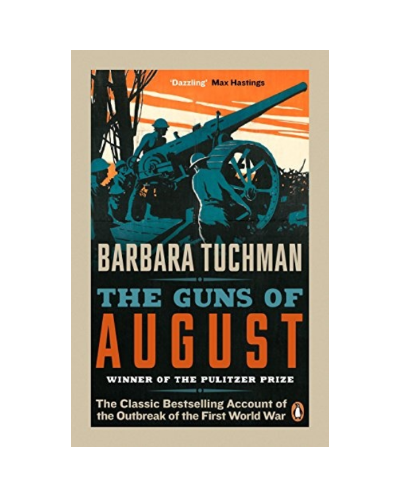 'Dazzling' Max Hastings
BARBARA TUCHMAN
THE GUNS OF
AUGUST
WINNER OF THE PULITZER PRIZE
The Classic Bestselling Account of
the Outbreak of the First World War